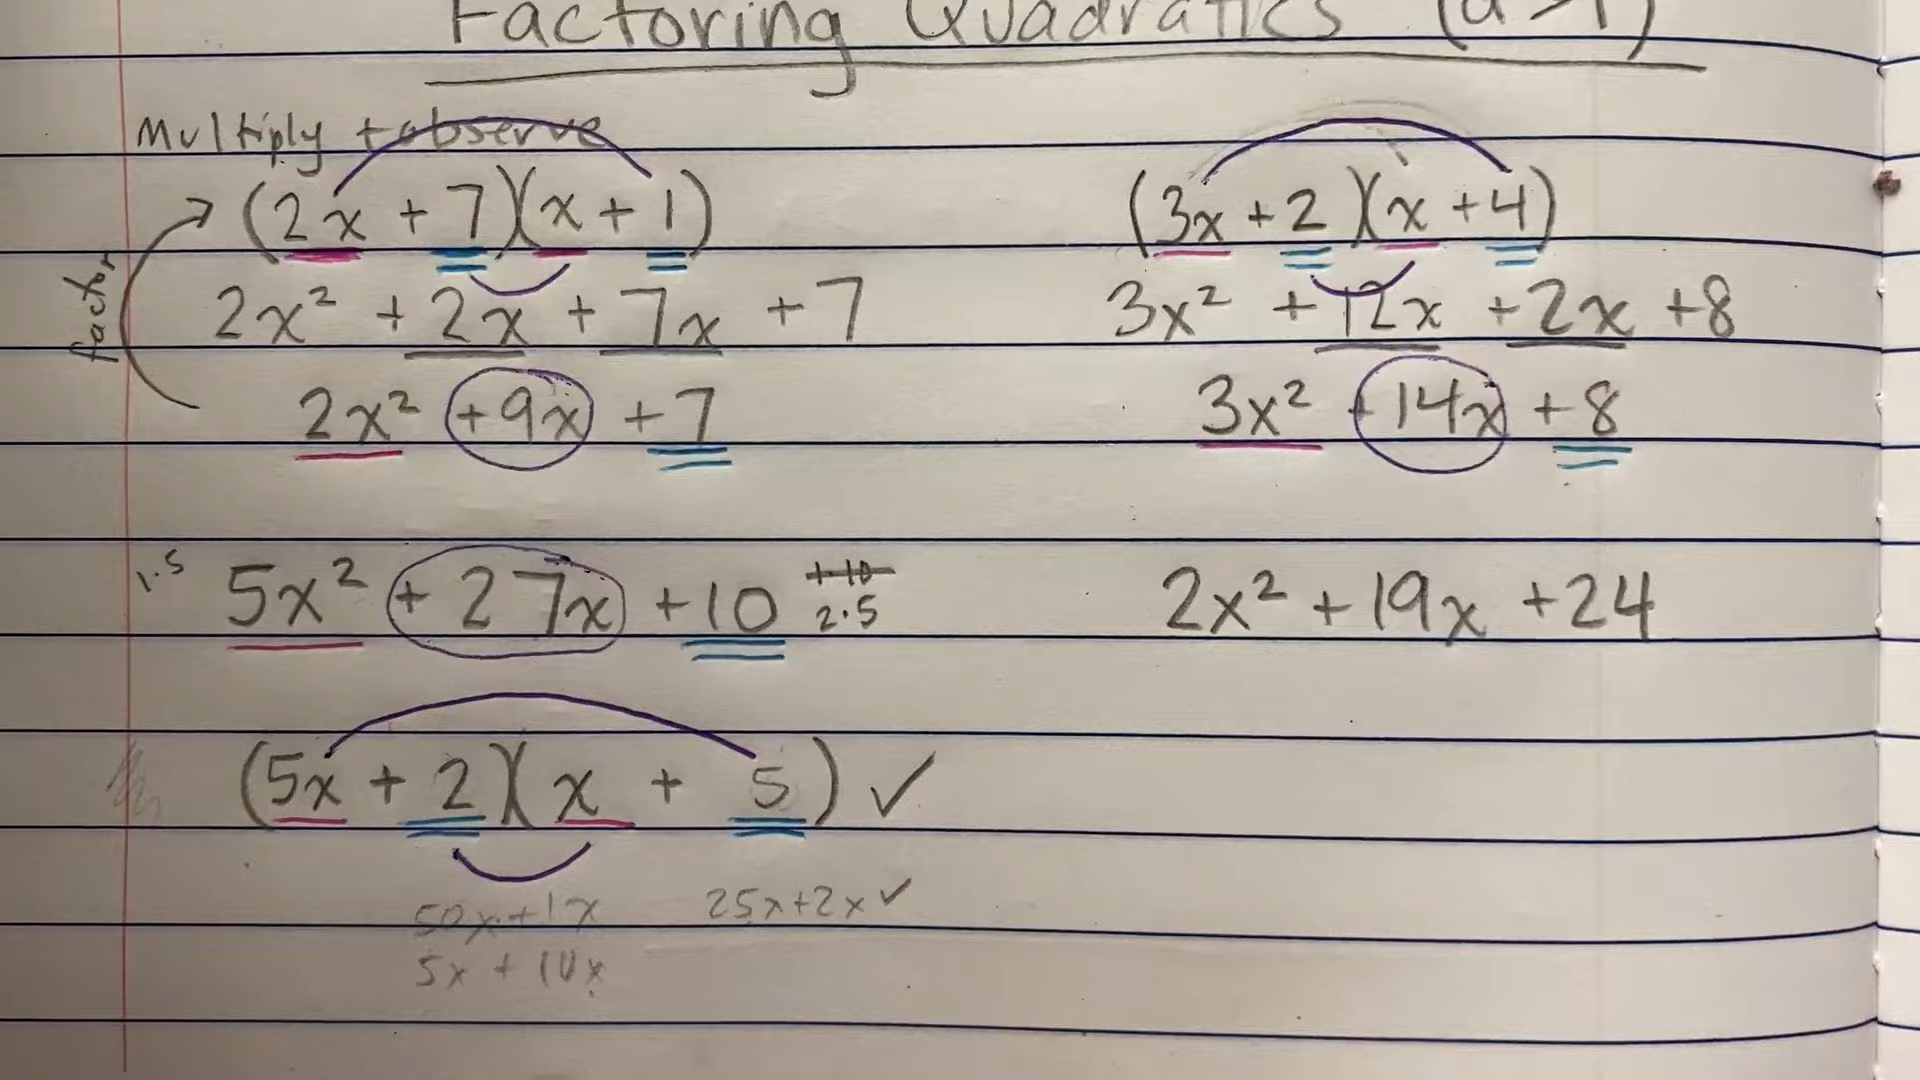 Factoring Quadratics (a > 1)
Multiply + observe
(2x + 7)(x + 1)
2x² + 2x + 7x + 7
2x² + 9x + 7
factor
(3x + 2)(x + 4)
3x² + 12x + 2x + 8
3x² + 14x + 8
1·5 5x² + 27x + 10 1·10
2·5
(5x + 2)(x + 5) ✓
50x + 1x 25x + 2x ✓
5x + 10x
2x² + 19x + 24